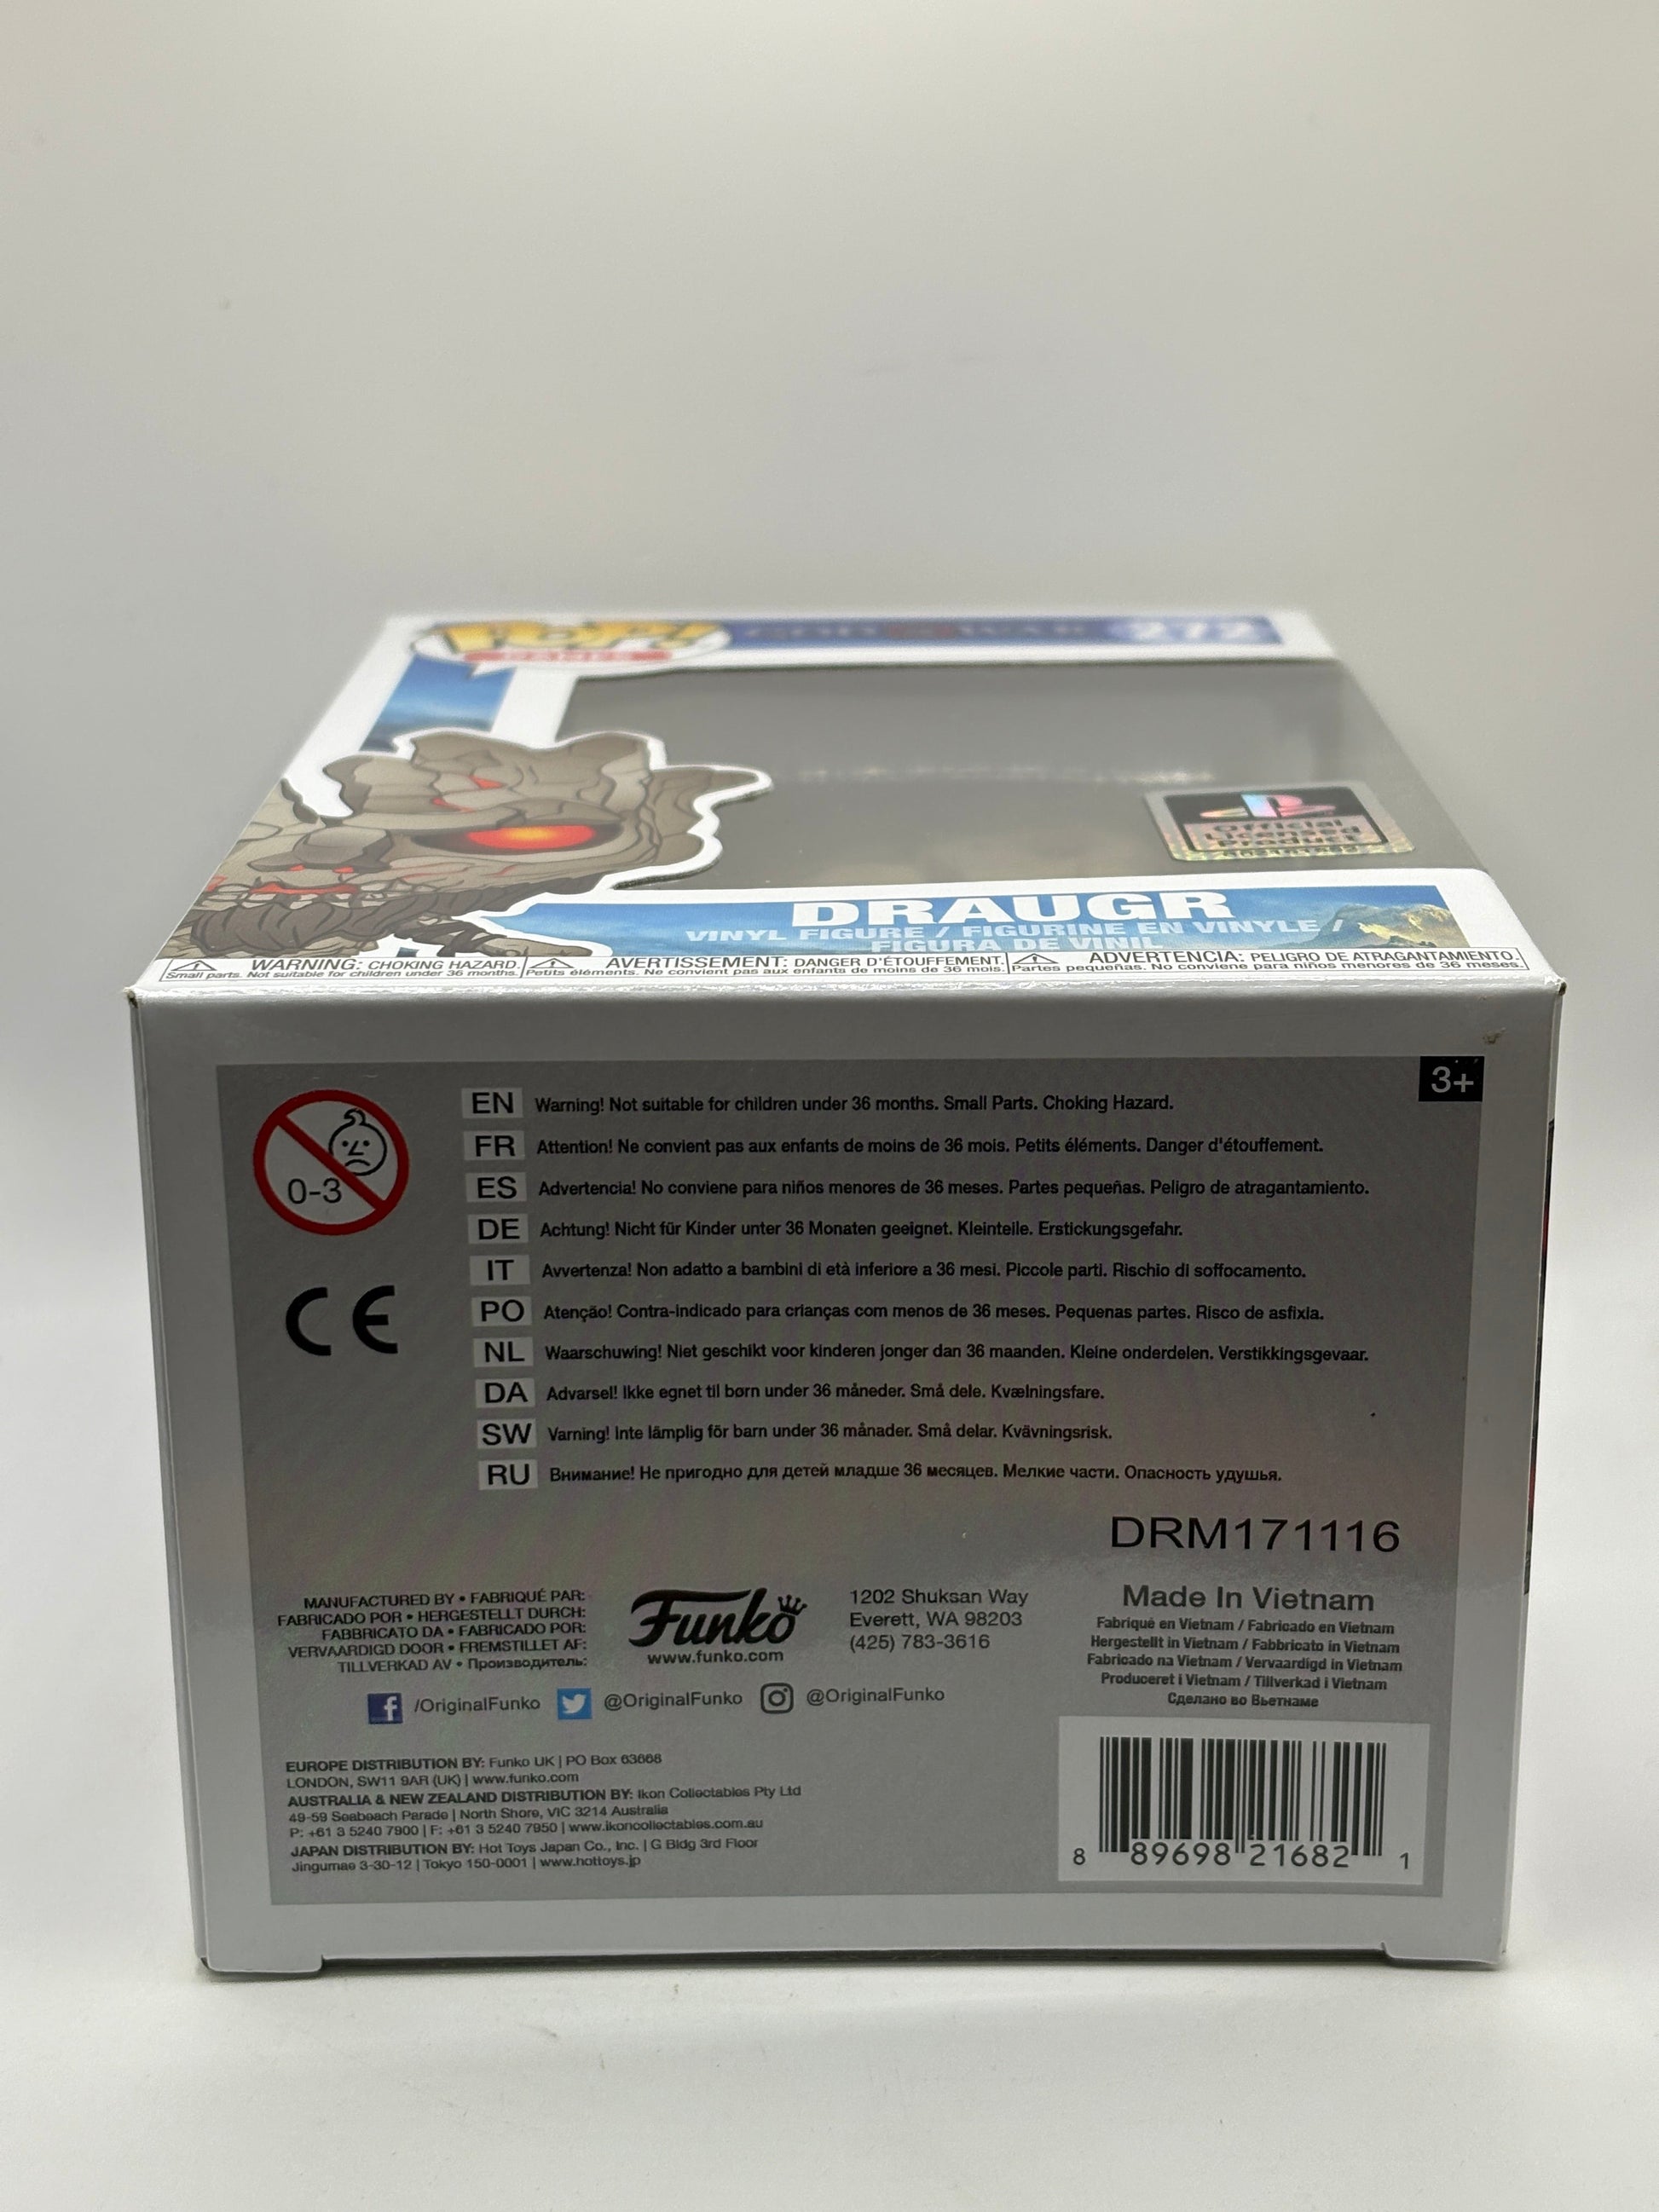 POP!
GAMES
GOD OF WAR
272
Official
Licensed
Product
DRAUGR
VINYL FIGURE / FIGURINE EN VINYLE /
FIGURA DE VINIL
WARNING: CHOKING HAZARD.
Small parts. Not suitable for children under 36 months.
AVERTISSEMENT: DANGER D'ÉTOUFFEMENT.
Petits éléments. Ne convient pas aux enfants de moins de 36 mois.
ADVERTENCIA: PELIGRO DE ATRAGANTAMIENTO.
Partes pequeñas. No conviene para niños menores de 36 meses.
3+
0-3
CE
EN Warning! Not suitable for children under 36 months. Small Parts. Choking Hazard.
FR Attention! Ne convient pas aux enfants de moins de 36 mois. Petits éléments. Danger d'étouffement.
ES Advertencia! No conviene para niños menores de 36 meses. Partes pequeñas. Peligro de atragantamiento.
DE Achtung! Nicht für Kinder unter 36 Monaten geeignet. Kleinteile. Erstickungsgefahr.
IT Avvertenza! Non adatto a bambini di età inferiore a 36 mesi. Piccole parti. Rischio di soffocamento.
PO Atenção! Contra-indicado para crianças com menos de 36 meses. Pequenas partes. Risco de asfixia.
NL Waarschuwing! Niet geschikt voor kinderen jonger dan 36 maanden. Kleine onderdelen. Verstikkingsgevaar.
DA Advarsel! Ikke egnet til børn under 36 måneder. Små dele. Kvælningsfare.
SW Varning! Inte lämplig för barn under 36 månader. Små delar. Kvävningsrisk.
RU Внимание! Не пригодно для детей младше 36 месяцев. Мелкие части. Опасность удушья.
DRM171116
MANUFACTURED BY • FABRIQUÉ PAR:
FABRICADO POR • HERGESTELLT DURCH:
FABBRICATO DA • FABRICADO POR:
VERVAARDIGD DOOR • FREMSTILLET AF:
TILLVERKAD AV • Производитель:
Funko
www.funko.com
1202 Shuksan Way
Everett, WA 98203
(425) 783-3616
Made In Vietnam
Fabriqué en Vietnam / Fabricado en Vietnam
Hergestellt in Vietnam / Fabbricato in Vietnam
Fabricado na Vietnam / Vervaardigd in Vietnam
Produceret i Vietnam / Tillverkad i Vietnam
Сделано во Вьетнаме
/OriginalFunko @OriginalFunko @OriginalFunko
EUROPE DISTRIBUTION BY: Funko UK | PO Box 63668
LONDON, SW11 9AR (UK) | www.funko.com
AUSTRALIA & NEW ZEALAND DISTRIBUTION BY: Ikon Collectables Pty Ltd
49-59 Seabeach Parade | North Shore, VIC 3214 Australia
P: +61 3 5240 7900 | F: +61 3 5240 7950 | www.ikoncollectables.com.au
JAPAN DISTRIBUTION BY: Hot Toys Japan Co., Inc. | G Bldg 3rd Floor
Jingumae 3-30-12 | Tokyo 150-0001 | www.hottoys.jp
8 89698 21682 1